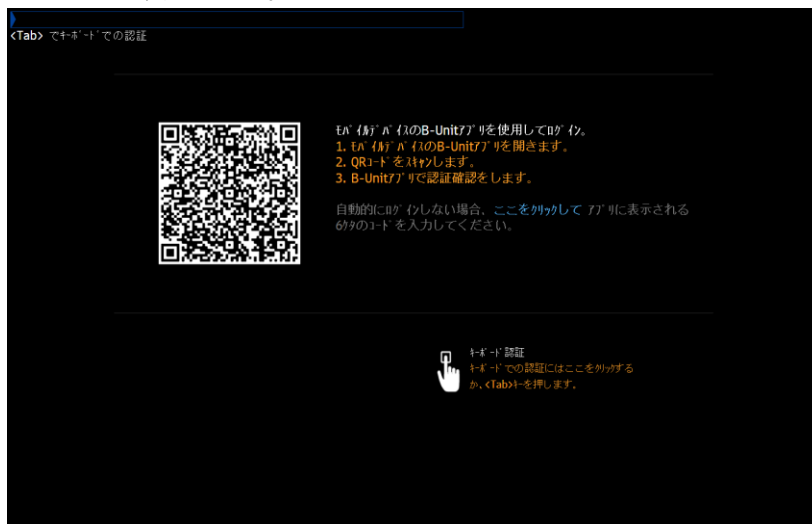 <Tab> でｷｰﾎﾞｰﾄﾞでの認証
ﾓﾊﾞｲﾙﾃﾞﾊﾞｲｽのB-Unitｱﾌﾟﾘを使用してﾛｸﾞｲﾝ。
1. ﾓﾊﾞｲﾙﾃﾞﾊﾞｲｽのB-Unitｱﾌﾟﾘを開きます。
2. QRｺｰﾄﾞをｽｷｬﾝします。
3. B-Unitｱﾌﾟﾘで認証確認をします。
自動的にﾛｸﾞｲﾝしない場合、ここをｸﾘｯｸして ｱﾌﾟﾘに表示される
6ｹﾀのｺｰﾄﾞを入力してください。
ｷｰﾎﾞｰﾄﾞ認証
ｷｰﾎﾞｰﾄﾞでの認証にはここをｸﾘｯｸする
か、<Tab>ｷｰを押します。